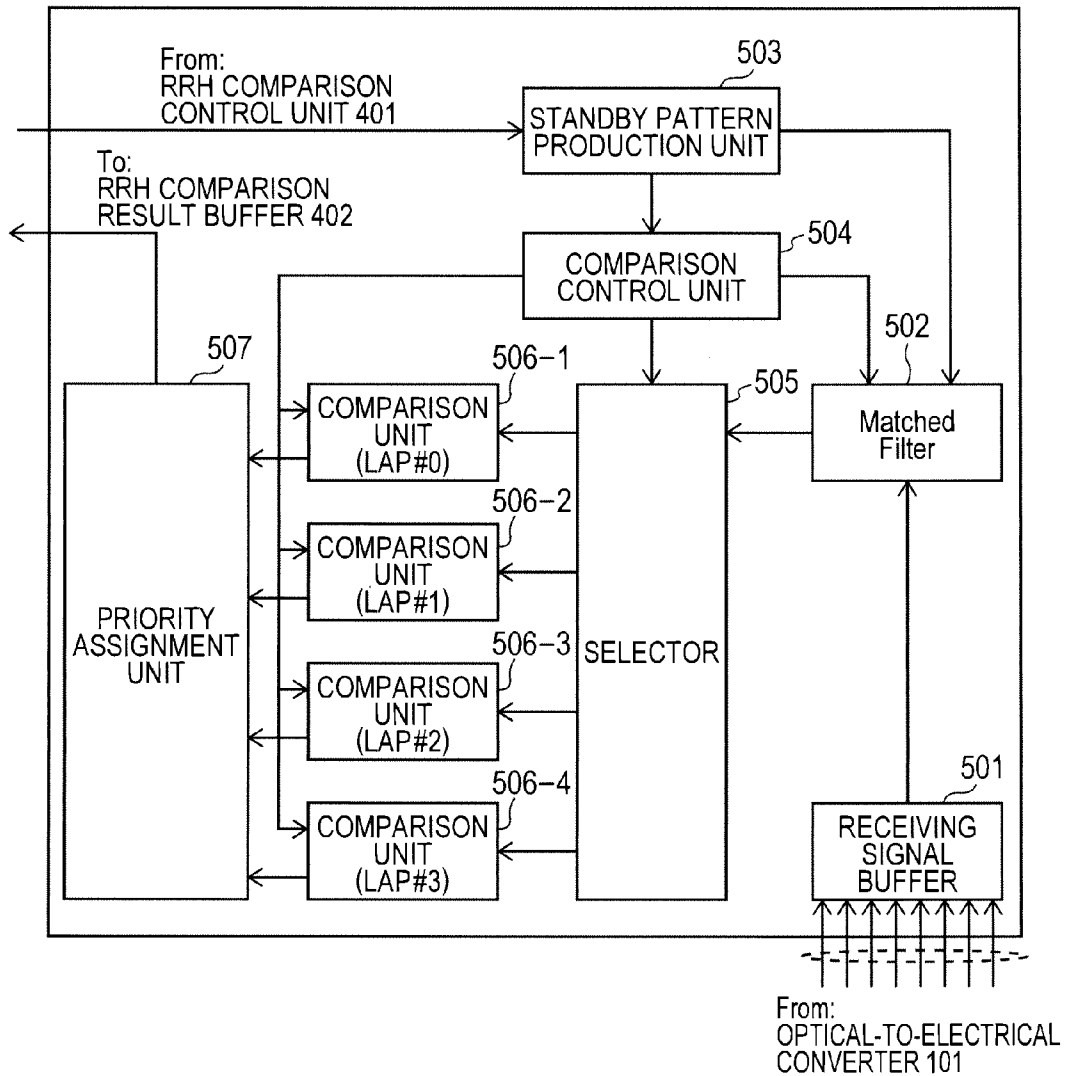 From:
RRH COMPARISON
CONTROL UNIT 401
503
STANDBY PATTERN
PRODUCTION UNIT
To:
RRH COMPARISON
RESULT BUFFER 402
504
COMPARISON
CONTROL UNIT
507
506-1
505
502
COMPARISON
UNIT
(LAP#0)
Matched
Filter
506-2
COMPARISON
UNIT
(LAP#1)
PRIORITY
ASSIGNMENT
UNIT
506-3
SELECTOR
COMPARISON
UNIT
(LAP#2)
506-4
501
COMPARISON
UNIT
(LAP#3)
RECEIVING
SIGNAL
BUFFER
From:
OPTICAL-TO-ELECTRICAL
CONVERTER 101